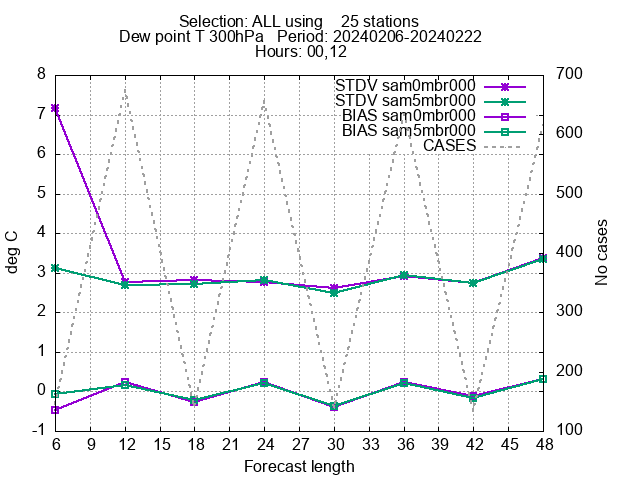 Selection: ALL using    25 stations
Dew point T 300hPa   Period: 20240206-20240222
Hours: 00,12
STDV sam0mbr000
STDV sam5mbr000
BIAS sam0mbr000
BIAS sam5mbr000
CASES
deg C
8
7
6
5
4
3
2
1
0
-1
700
600
500
400
300
200
100
No cases
6 9 12 15 18 21 24 27 30 33 36 39 42 45 48
Forecast length